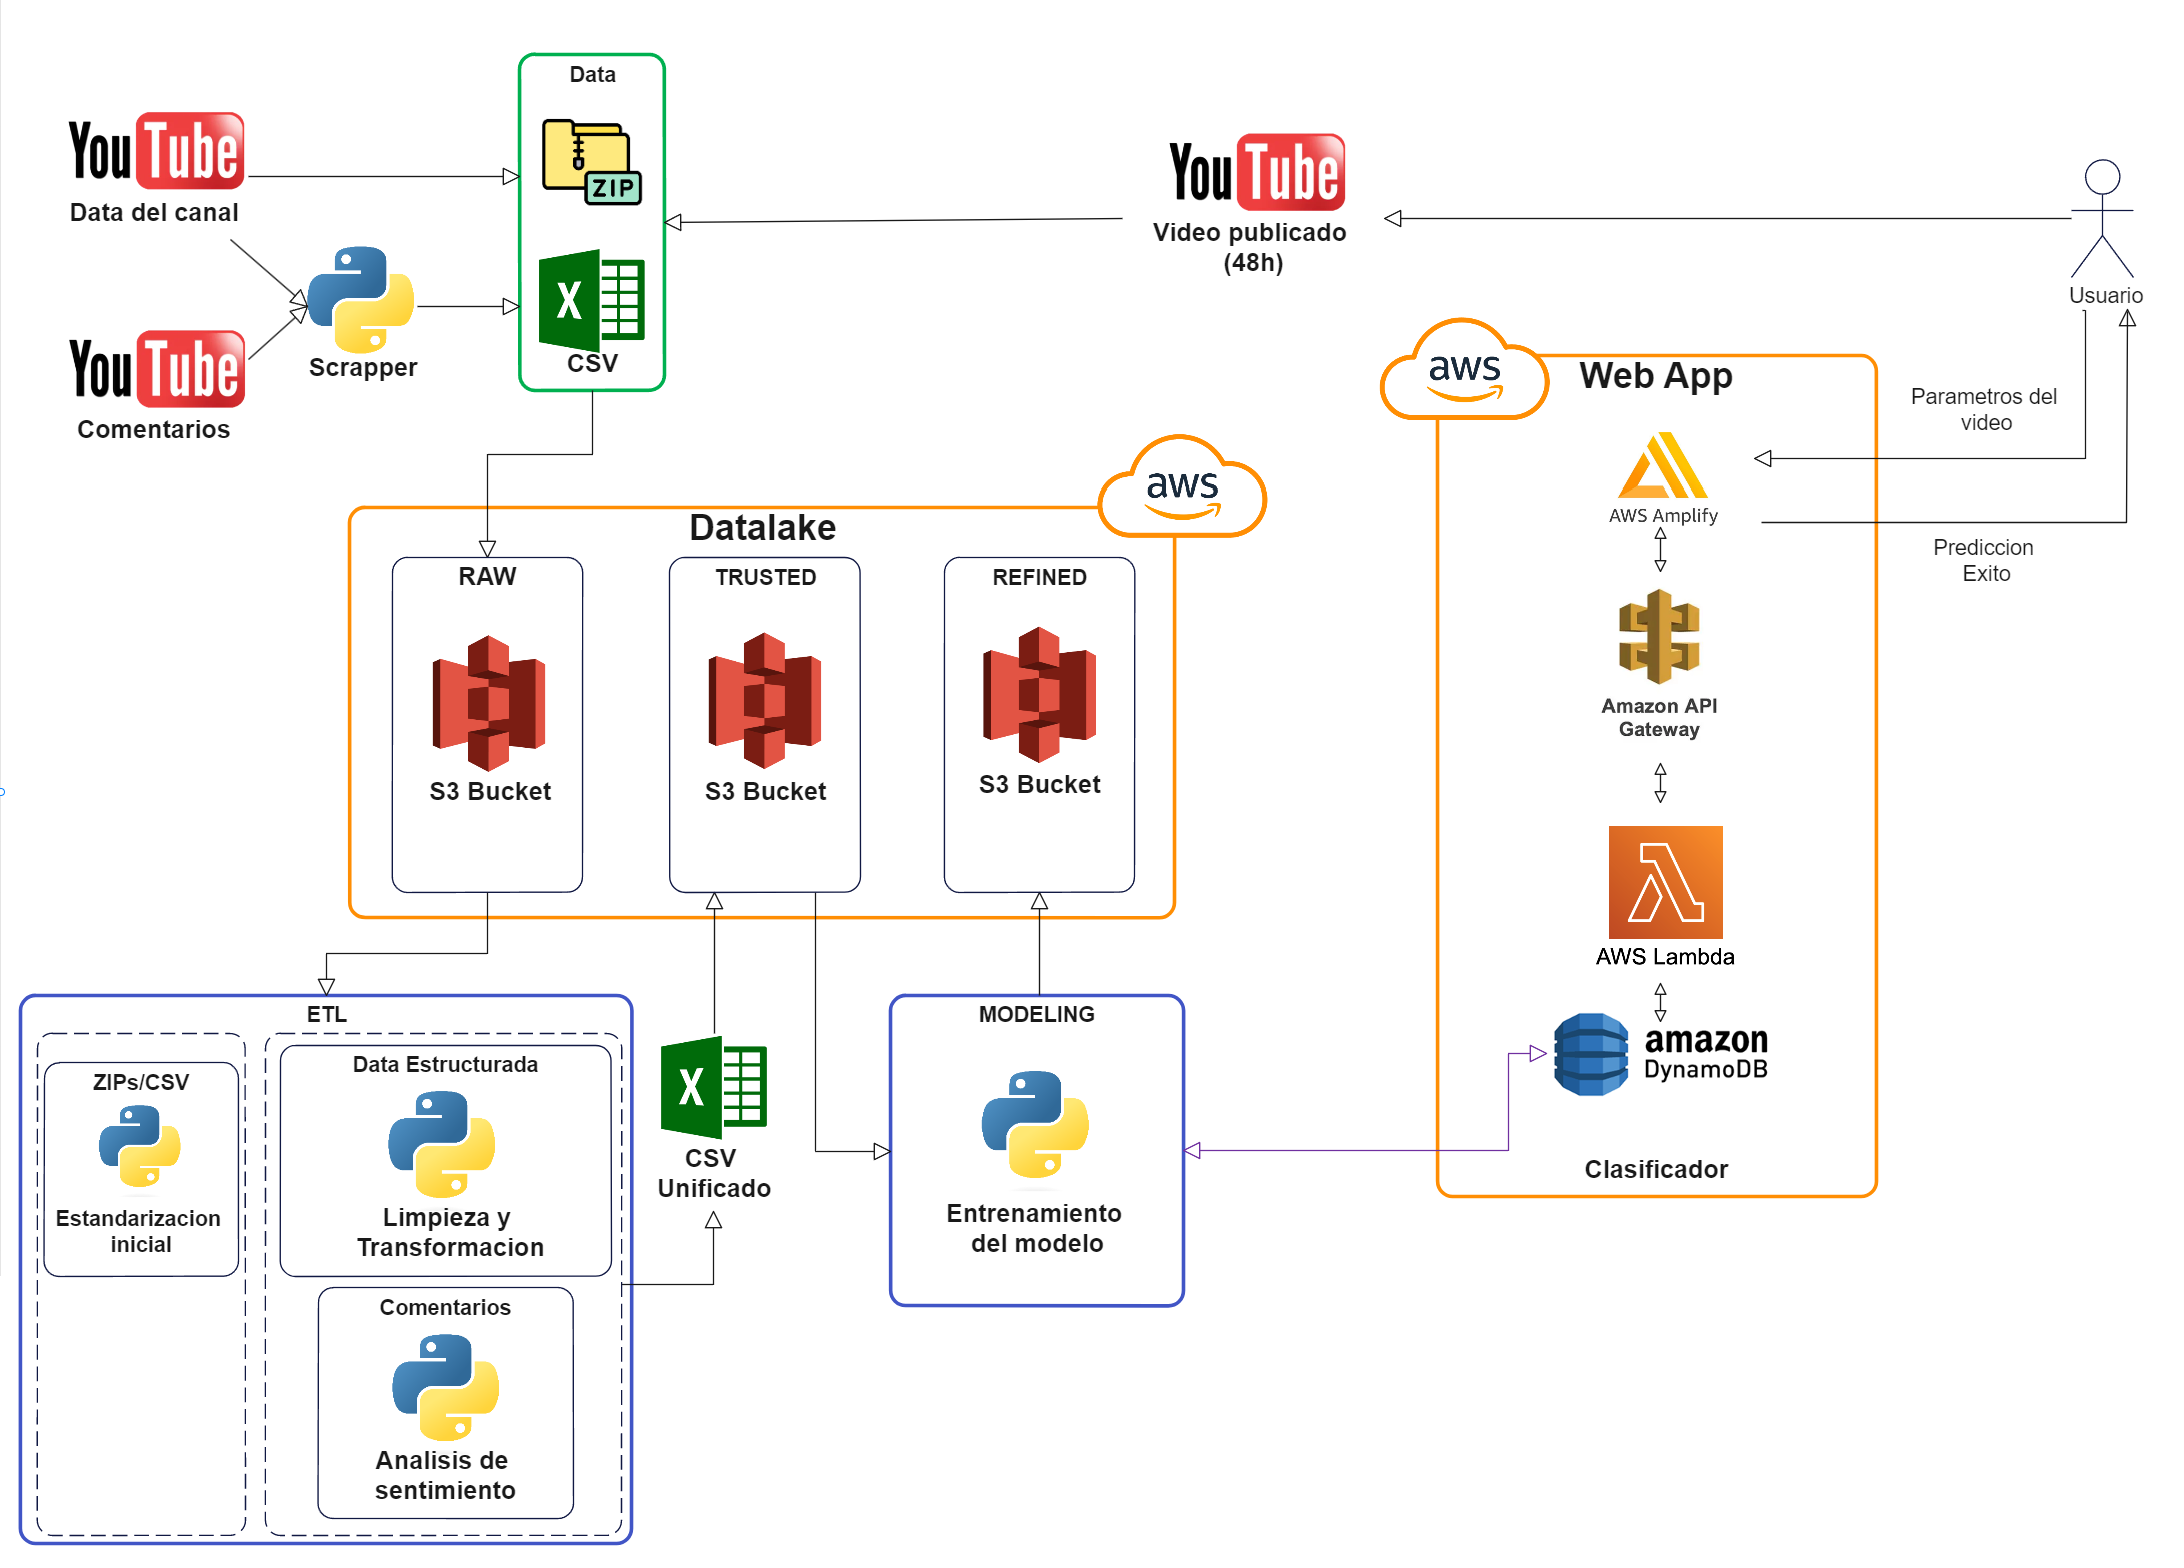 Data
YouTube
Data del canal
ZIP
X
CSV
Scrapper
YouTube
Comentarios
YouTube
Video publicado
(48h)
Usuario
aws
Web App
Parametros del
video
AWS Amplify
Prediccion
Exito
Amazon API
Gateway
AWS Lambda
amazon
DynamoDB
Clasificador
aws
Datalake
RAW
S3 Bucket
TRUSTED
S3 Bucket
REFINED
S3 Bucket
ETL
ZIPs/CSV
Estandarizacion
inicial
Data Estructurada
Limpieza y
Transformacion
Comentarios
Analisis de
sentimiento
X
CSV
Unificado
MODELING
Entrenamiento
del modelo